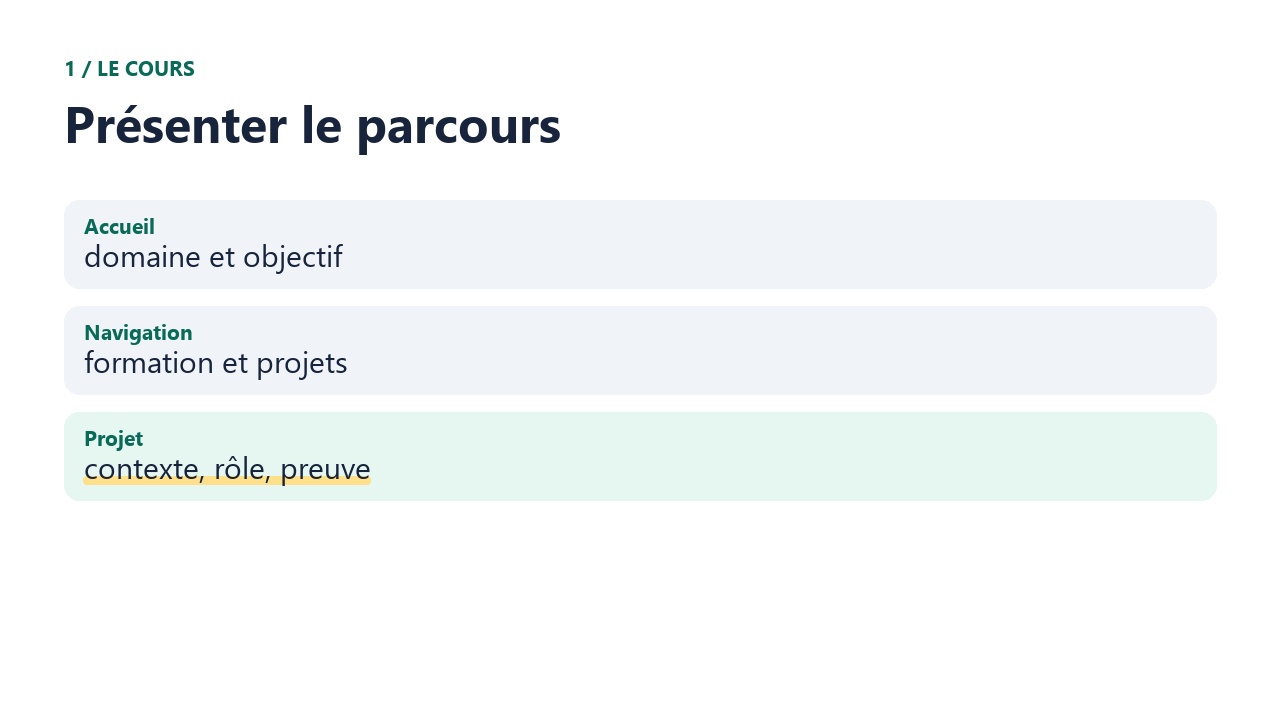 1 / LE COURS
Présenter le parcours
Accueil
domaine et objectif
Navigation
formation et projets
Projet
contexte, rôle, preuve